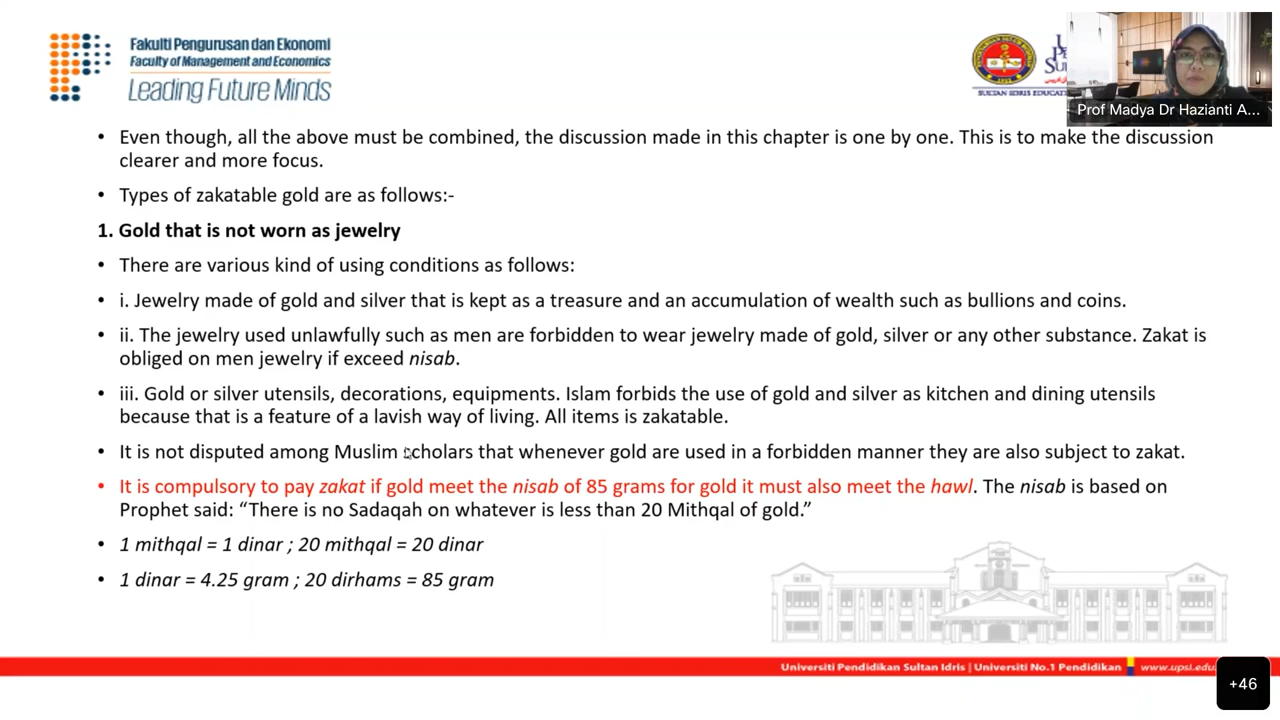 Fakulti Pengurusan dan Ekonomi
Faculty of Management and Economics
Leading Future Minds
SULTAN IDRIS EDUCAT
Prof Madya Dr Hazianti A...
• Even though, all the above must be combined, the discussion made in this chapter is one by one. This is to make the discussion
clearer and more focus.
• Types of zakatable gold are as follows:-
1. Gold that is not worn as jewelry
• There are various kind of using conditions as follows:
• i. Jewelry made of gold and silver that is kept as a treasure and an accumulation of wealth such as bullions and coins.
• ii. The jewelry used unlawfully such as men are forbidden to wear jewelry made of gold, silver or any other substance. Zakat is
obliged on men jewelry if exceed nisab.
• iii. Gold or silver utensils, decorations, equipments. Islam forbids the use of gold and silver as kitchen and dining utensils
because that is a feature of a lavish way of living. All items is zakatable.
• It is not disputed among Muslim scholars that whenever gold are used in a forbidden manner they are also subject to zakat.
• It is compulsory to pay zakat if gold meet the nisab of 85 grams for gold it must also meet the hawl. The nisab is based on
Prophet said: “There is no Sadaqah on whatever is less than 20 Mithqal of gold.”
• 1 mithqal = 1 dinar ; 20 mithqal = 20 dinar
• 1 dinar = 4.25 gram ; 20 dirhams = 85 gram
Universiti Pendidikan Sultan Idris | Universiti No.1 Pendidikan www.upsi.edu
+46